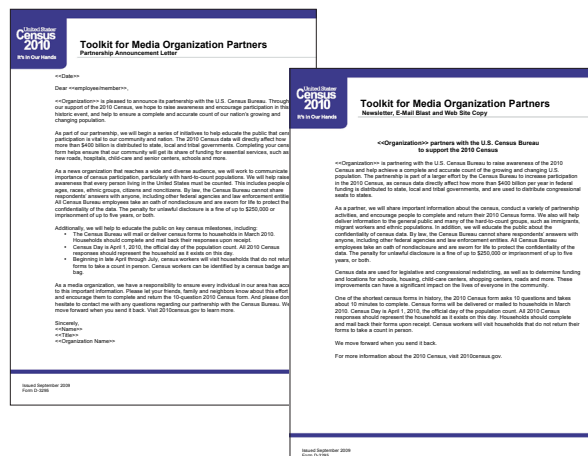 United States
Census
2010
It's In Our Hands
Toolkit for Media Organization Partners
Partnership Announcement Letter
<<Date>>
Dear <<employee/member>>,
<<Organization>> is pleased to announce its partnership with the U.S. Census Bureau. Through
our support of the 2010 Census, we hope to raise awareness and encourage participation in this
historic event, and help to ensure a complete and accurate count of our nation's growing and
changing population.
As part of our partnership, we will begin a series of initiatives to help educate the public that
participation is vital to our community and nation. The 2010 Census data will directly affect how
more than $400 billion is distributed to state, local and tribal governments. Completing your
form helps ensure that our community will get its share of funding for essential services, such as
new roads, hospitals, child-care and senior centers, schools and more.
As a news organization that reaches a wide and diverse audience, we will work to communicate
importance of census participation, particularly with hard-to-count populations. We will help
awareness that every person living in the United States must be counted. This includes people
ages, races, ethnic groups, citizens and noncitizens. By law, the Census Bureau cannot share
respondents' answers with anyone, including other federal agencies and law enforcement
All Census Bureau employees take an oath of nondisclosure and are sworn for life to protect the
confidentiality of the data. The penalty for unlawful disclosure is a fine of up to $250,000 or
imprisonment of up to five years, or both.
Additionally, we will help to educate the public on key census milestones, including:
• The Census Bureau will mail or deliver census forms to households in March 2010.
Households should complete and mail back their responses upon receipt.
• Census Day is April 1, 2010, the official day of the population count. All 2010 Census
responses should represent the household as it exists on this day.
• Beginning in late April through July, census workers will visit households that do not
forms to take a count in person. Census workers can be identified by a census badge and
bag.
As a media organization, we have a responsibility to ensure every individual in our area has
to this important information. Please let your friends, family and neighbors know about this effort
and encourage them to complete and return the 10-question 2010 Census form. And please
hesitate to contact me with any questions regarding our partnership with the Census Bureau. We
move forward when you send it back. Visit 2010census.gov to learn more.
Sincerely,
<<Name>>
<<Title>>
<<Organization Name>>
Issued September 2009
Form D-3286
United States
Census
2010
It's In Our Hands
Toolkit for Media Organization Partners
Newsletter, E-Mail Blast and Web Site Copy
<<Organization>> partners with the U.S. Census Bureau
to support the 2010 Census
<<Organization>> is partnering with the U.S. Census Bureau to raise awareness of the 2010
Census and help achieve a complete and accurate count of the growing and changing U.S.
population. The partnership is part of a larger effort by the Census Bureau to increase participation
in the 2010 Census, as census data directly affect how more than $400 billion per year in federal
funding is distributed to state, local and tribal governments, and are used to distribute congressional
seats to states.
As a partner, we will share important information about the census, conduct a variety of partnership
activities, and encourage people to complete and return their 2010 Census forms. We also will help
deliver information to the general public and many of the hard-to-count groups, such as immigrants,
migrant workers and ethnic populations. In addition, we will educate the public about the
confidentiality of census data. By law, the Census Bureau cannot share respondents' answers with
anyone, including other federal agencies and law enforcement entities. All Census Bureau
employees take an oath of nondisclosure and are sworn for life to protect the confidentiality of the
data. The penalty for unlawful disclosure is a fine of up to $250,000 or imprisonment of up to five
years, or both.
Census data are used for legislative and congressional redistricting, as well as to determine funding
and locations for schools, housing, child-care centers, shopping centers, roads and more. These
improvements can have a significant impact on the lives of everyone in the community.
One of the shortest census forms in history, the 2010 Census form asks 10 questions and takes
about 10 minutes to complete. Census forms will be delivered or mailed to households in March
2010. Census Day is April 1, 2010, the official day of the population count. All 2010 Census
responses should represent the household as it exists on this day. Households should complete
and mail back their forms upon receipt. Census workers will visit households that do not return their
forms to take a count in person.
We move forward when you send it back.
For more information about the 2010 Census, visit 2010census.gov.
Issued September 2009